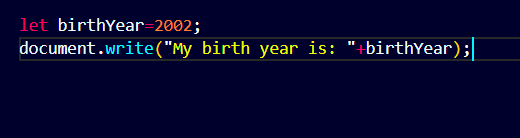 let birthYear=2002;
document.write("My birth year is: "+birthYear);